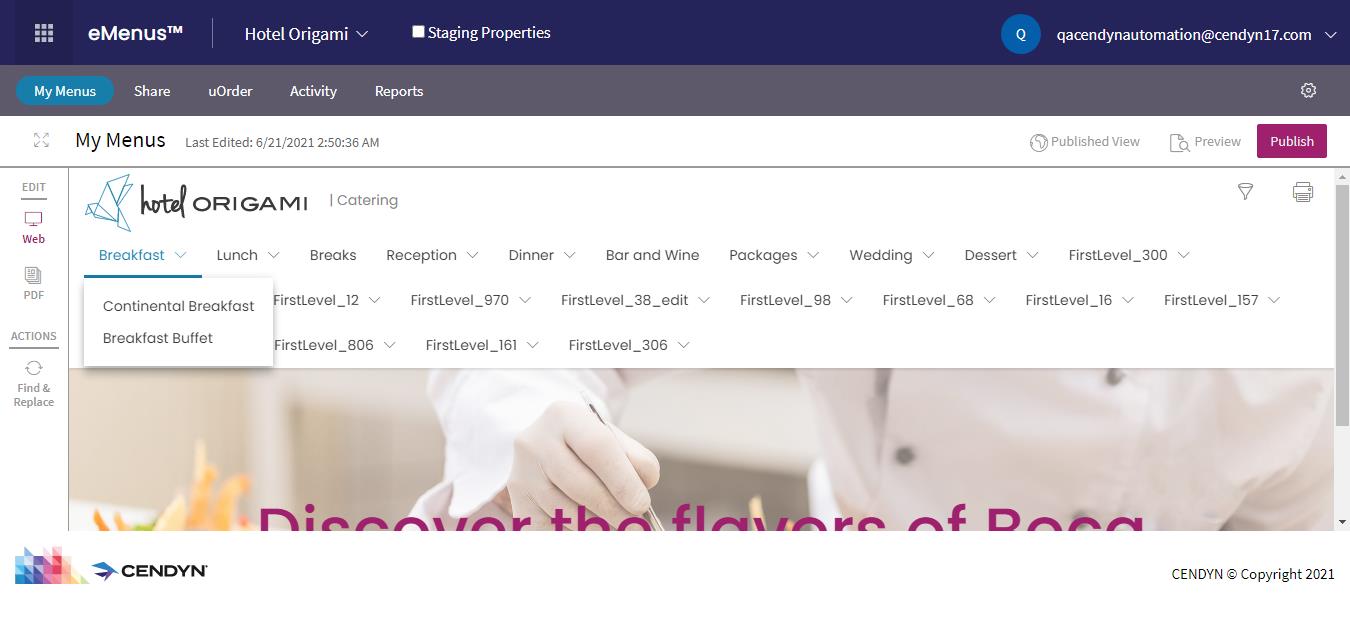 eMenus™ Hotel Origami Staging Properties Q qacendynautomation@cendyn17.com
My Menus Share uOrder Activity Reports
My Menus Last Edited: 6/21/2021 2:50:36 AM Published View Preview Publish
EDIT
Web
PDF
ACTIONS
Find &
Replace
hotel ORIGAMI | Catering
Breakfast Lunch Breaks Reception Dinner Bar and Wine Packages Wedding Dessert FirstLevel_300
Continental Breakfast
Breakfast Buffet
FirstLevel_12 FirstLevel_970 FirstLevel_38_edit FirstLevel_98 FirstLevel_68 FirstLevel_16 FirstLevel_157
FirstLevel_806 FirstLevel_161 FirstLevel_306
Discover the flavors of Boca
CENDYN CENDYN © Copyright 2021